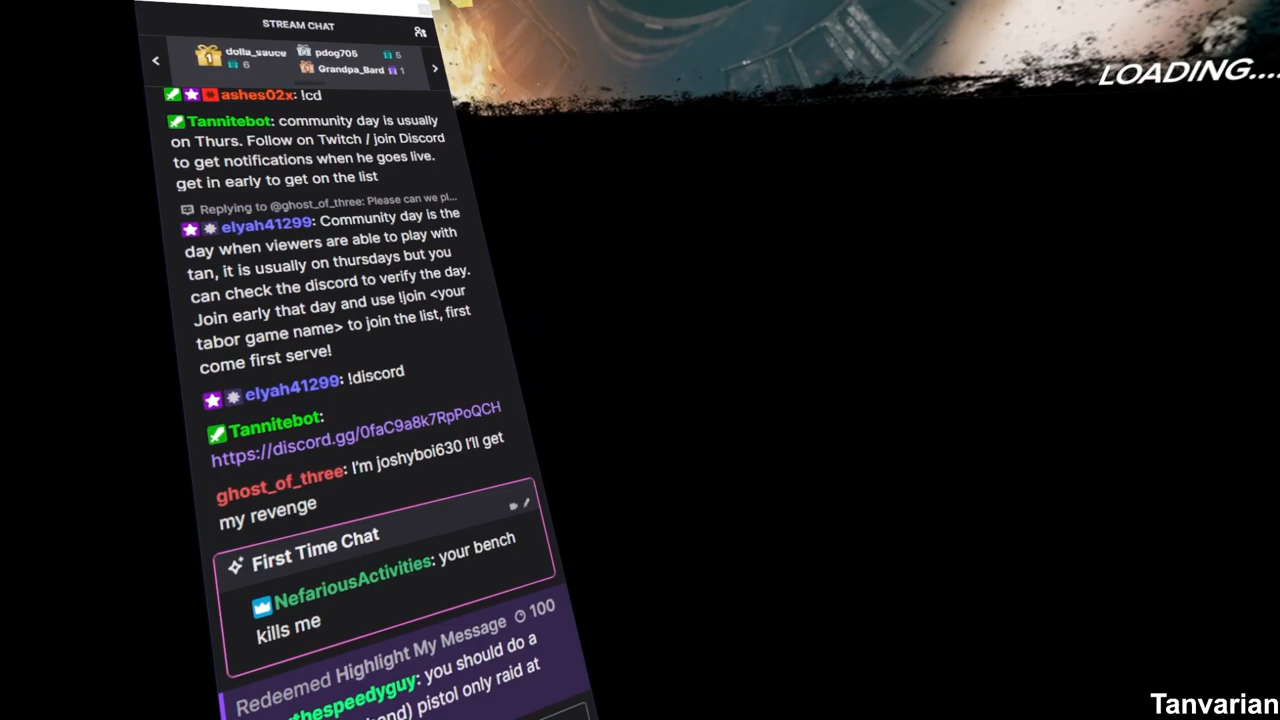 STREAM CHAT
1 dolla_sauce 6
pdog705 5
Grandpa_Bard 1
ashes02x: !cd
Tannitebot: community day is usually
on Thurs. Follow on Twitch / join Discord
to get notifications when he goes live.
get in early to get on the list
Replying to @ghost_of_three: Please can we pl...
elyah41299: Community day is the
day when viewers are able to play with
tan, it is usually on thursdays but you
can check the discord to verify the day.
Join early that day and use !join <your
tabor game name> to join the list, first
come first serve!
elyah41299: !discord
Tannitebot:
https://discord.gg/0faC9a8k7RpPoQCH
ghost_of_three: I'm joshyboi630 I'll get
my revenge
First Time Chat
NefariousActivities: your bench
kills me
Redeemed Highlight My Message 100
thespeedyguy: you should do a
pistol only raid at
LOADING....
Tanvarian